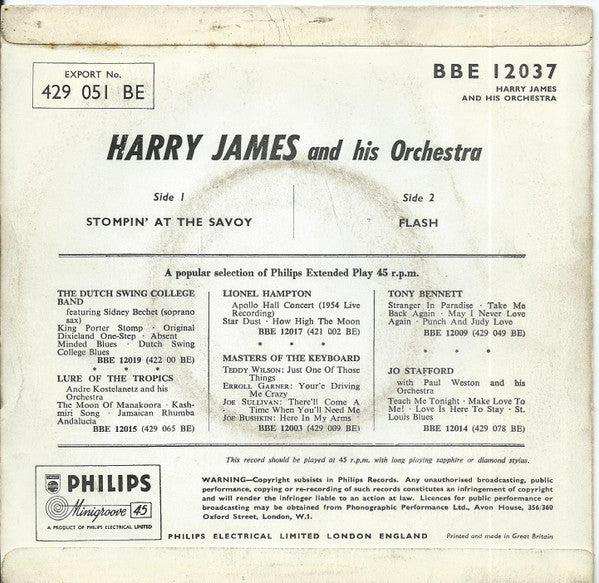 EXPORT No.
429 051 BE
BBE 12037
HARRY JAMES
AND HIS ORCHESTRA
HARRY JAMES and his Orchestra
Side 1
STOMPIN' AT THE SAVOY
Side 2
FLASH
A popular selection of Philips Extended Play 45 r.p.m.
THE DUTCH SWING COLLEGE
BAND
featuring Sidney Bechet (soprano
sax)
King Porter Stomp · Original
Dixieland One-Step · Absent
Minded Blues · Dutch Swing
College Blues
BBE 12019 (422 00 BE)
* * *
LURE OF THE TROPICS
Andre Kostelanetz and his
Orchestra
The Moon of Manakoora · Kash-
miri Song · Jamaican Rhumba
Andalucia
BBE 12015 (429 065 BE)
LIONEL HAMPTON
Apollo Hall Concert (1954 Live
Recording)
Star Dust · How High The Moon
BBE 12017 (421 002 BE)
* * *
MASTERS OF THE KEYBOARD
TEDDY WILSON: Just One Of Those
Things
ERROLL GARNER: Your'e Driving
Me Crazy
JOE SULLIVAN: There'll Come A
Time When You'll Need Me
JOE BUSHKIN: Here In My Arms
BBE 12003 (429 009 BE)
TONY BENNETT
Stranger In Paradise · Take Me
Back Again · May I Never Love
Again · Punch And Judy Love
BBE 12009 (429 049 BE)
* * *
JO STAFFORD
with Paul Weston and his
Orchestra
Teach Me Tonight · Make Love To
Me! · Love Is Here To Stay · St.
Louis Blues
BBE 12014 (429 078 BE)
This record should be played at 45 r.p.m. with long playing sapphire or diamond stylus.
PHILIPS
Minigroove 45
A PRODUCT OF PHILIPS ELECTRICAL LIMITED
WARNING—Copyright subsists in Philips Records. Any unauthorised broadcasting, public
performance, copying or re-recording of such records constitutes an infringement of copyright
and will render the infringer liable to an action at law. Licences for public performance or
broadcasting may be obtained from Phonographic Performance Ltd., Avon House, 356/360
Oxford Street, London, W.1.
PHILIPS ELECTRICAL LIMITED LONDON ENGLAND
Printed and made in Great Britain